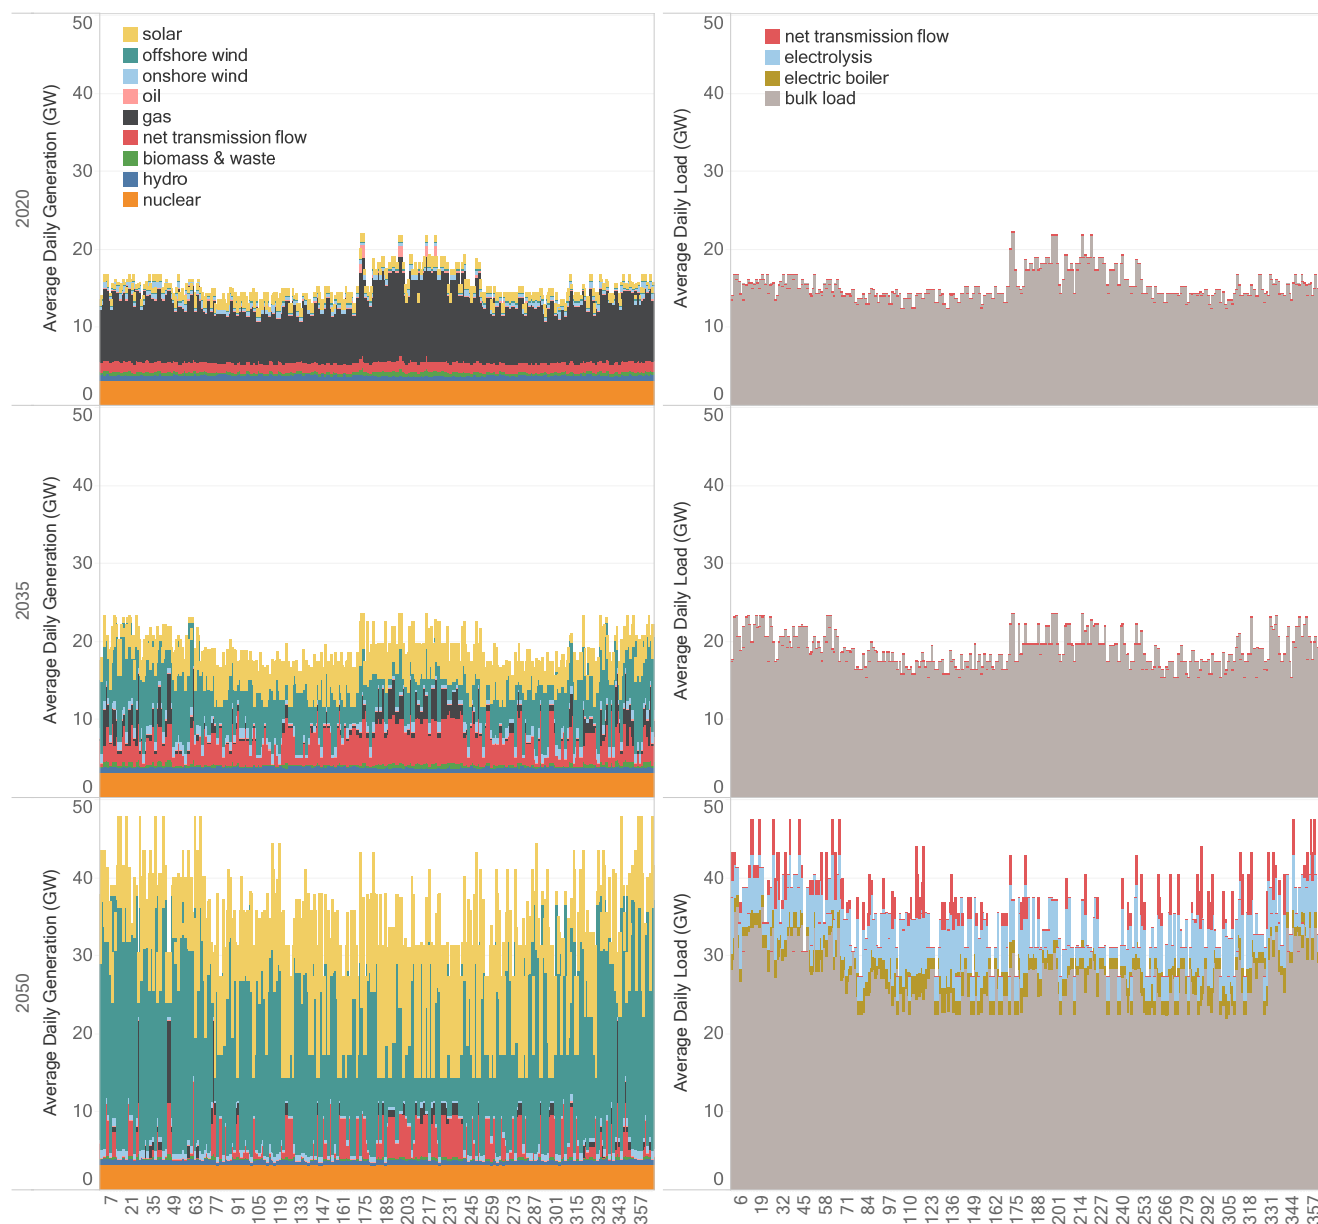 50
40
30
20
10
0
2020
Average Daily Generation (GW)
solar
offshore wind
onshore wind
oil
gas
net transmission flow
biomass & waste
hydro
nuclear
50
40
30
20
10
0
Average Daily Load (GW)
net transmission flow
electrolysis
electric boiler
bulk load
50
40
30
20
10
0
2035
Average Daily Generation (GW)
50
40
30
20
10
0
Average Daily Load (GW)
50
40
30
20
10
0
2050
Average Daily Generation (GW)
50
40
30
20
10
0
Average Daily Load (GW)
7 21 35 49 63 77 91 105 119 133 147 161 175 189 203 217 231 245 259 273 287 301 315 329 343 357
6 19 32 45 58 71 84 97 110 123 136 149 162 175 188 201 214 227 240 253 266 279 292 305 318 331 344 357